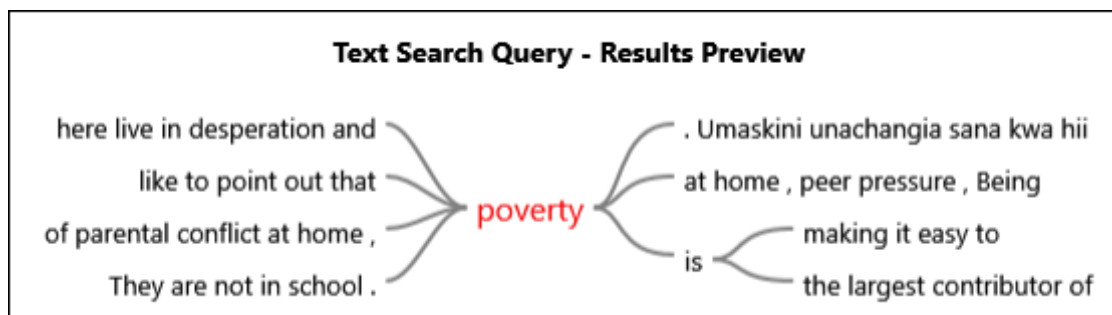 Text Search Query - Results Preview
here live in desperation and
like to point out that
of parental conflict at home ,
They are not in school .
poverty
. Umaskini unachangia sana kwa hii
at home , peer pressure , Being
is
making it easy to
the largest contributor of